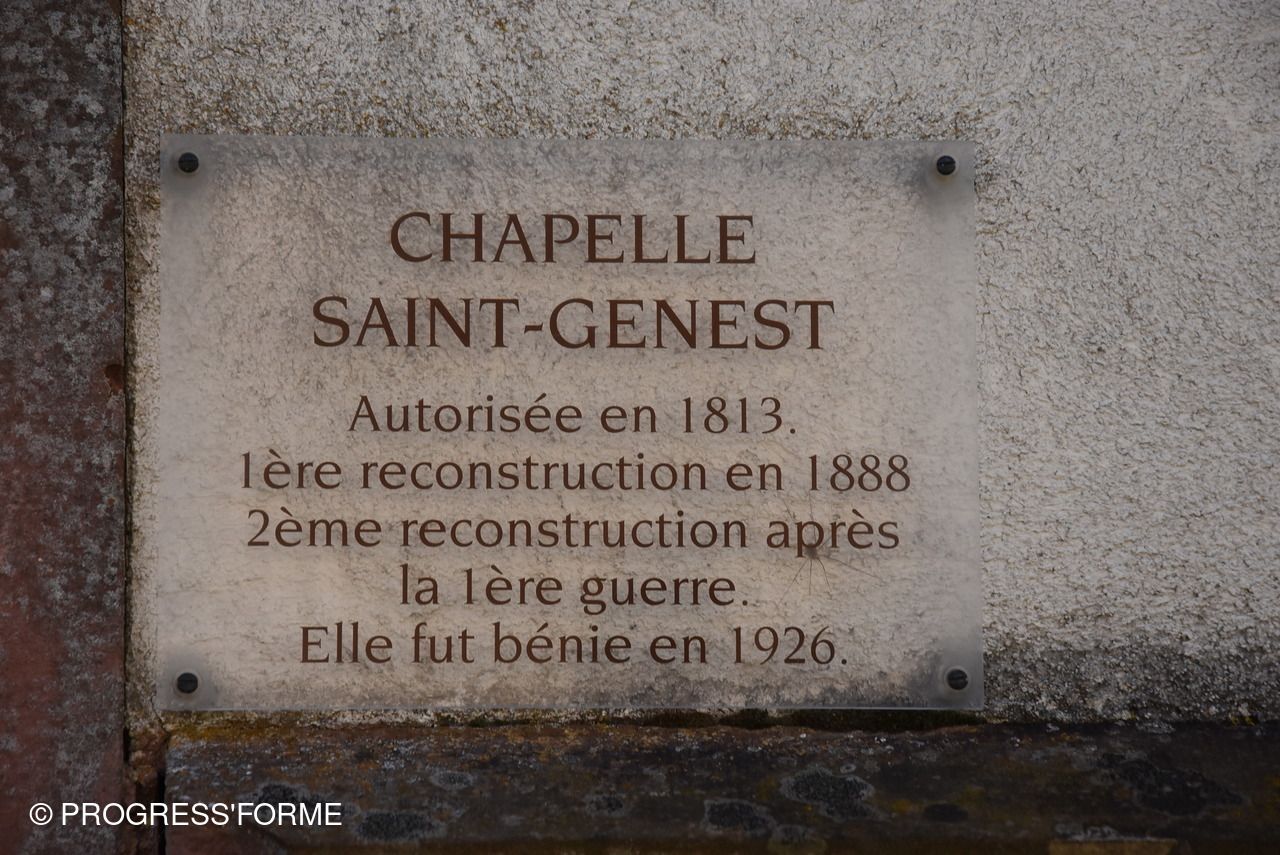 CHAPELLE
SAINT-GENEST
Autorisée en 1813.
1ère reconstruction en 1888
2ème reconstruction après
la 1ère guerre.
Elle fut bénie en 1926.
© PROGRESS'FORME